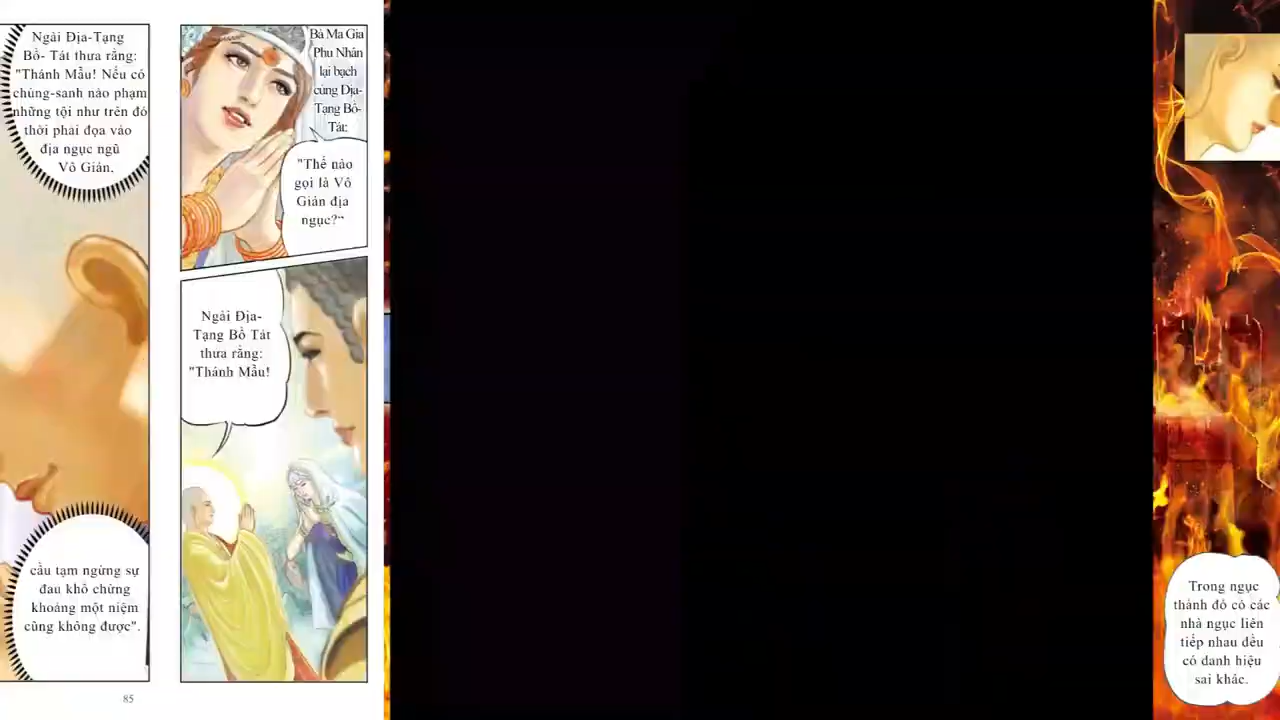 Ngài Địa-Tạng
Bồ- Tát thưa rằng:
"Thánh Mẫu! Nếu có
chúng-sanh nào phạm
những tội như trên đó
thời phải đọa vào
địa ngục ngũ
Vô Gián.
cầu tạm ngừng sự
đau khổ chừng
khoảng một niệm
cũng không được".
85
Bà Ma Gia
Phu Nhân
lại bạch
cùng Địa-
Tạng Bồ-
Tát:
"Thế nào
gọi là Vô
Gián địa
ngục?"
Ngài Địa-
Tạng Bồ Tát
thưa rằng:
"Thánh Mẫu!
Trong ngục
thành đó có các
nhà ngục liên
tiếp nhau đều
có danh hiệu
sai khác.